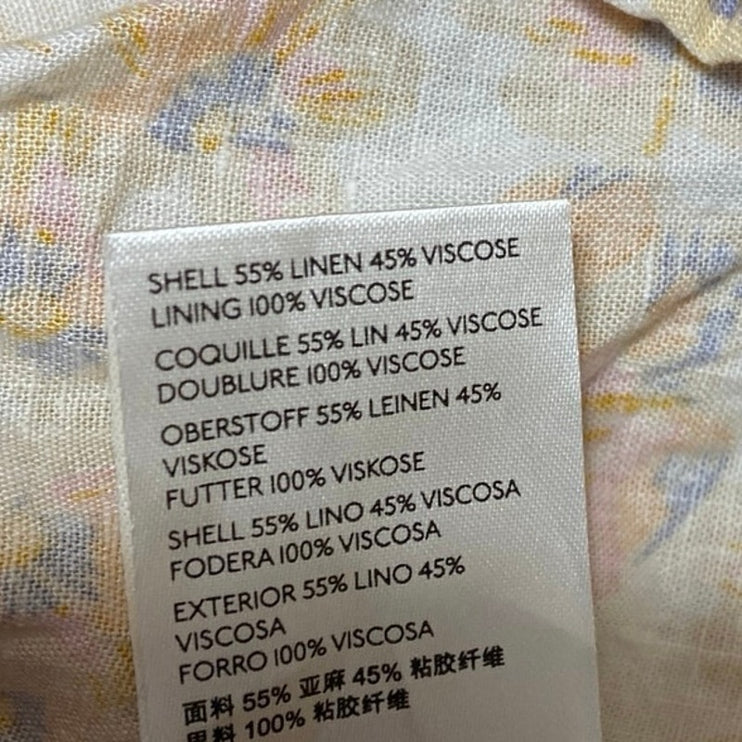 SHELL 55% LINEN 45% VISCOSE
LINING 100% VISCOSE
COQUILLE 55% LIN 45% VISCOSE
DOUBLURE 100% VISCOSE
OBERSTOFF 55% LEINEN 45%
VISKOSE
FUTTER 100% VISKOSE
SHELL 55% LINO 45% VISCOSA
FODERA 100% VISCOSA
EXTERIOR 55% LINO 45%
VISCOSA
FORRO 100% VISCOSA
面料 55% 亚麻 45% 粘胶纤维
100% 粘胶纤维